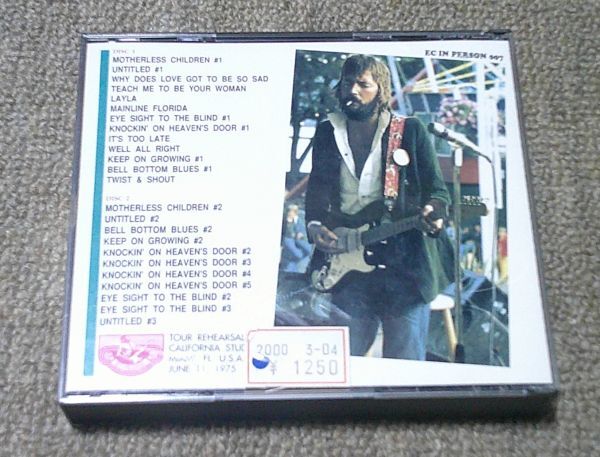 DISC 1
MOTHERLESS CHILDREN #1
UNTITLED #1
WHY DOES LOVE GOT TO BE SO SAD
TEACH ME TO BE YOUR WOMAN
LAYLA
MAINLINE FLORIDA
EYE SIGHT TO THE BLIND #1
KNOCKIN' ON HEAVEN'S DOOR #1
IT'S TOO LATE
WELL ALL RIGHT
KEEP ON GROWING #1
BELL BOTTOM BLUES #1
TWIST & SHOUT
DISC 2
MOTHERLESS CHILDREN #2
UNTITLED #2
BELL BOTTOM BLUES #2
KEEP ON GROWING #2
KNOCKIN' ON HEAVEN'S DOOR #2
KNOCKIN' ON HEAVEN'S DOOR #3
KNOCKIN' ON HEAVEN'S DOOR #4
KNOCKIN' ON HEAVEN'S DOOR #5
EYE SIGHT TO THE BLIND #2
EYE SIGHT TO THE BLIND #3
UNTITLED #3
EC IN PERSON 007
TOUR REHEARSAL
CALIFORNIA STUD
MIAMI, FL U.S.A.
JUNE 11, 1975
2000 3-04
¥ 1250